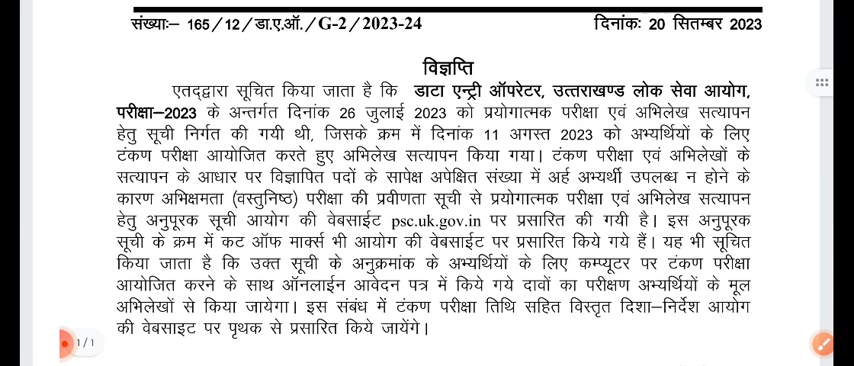 संख्याः– 165/12/डा.ए.ऑ./G-2/2023-24 दिनांकः 20 सितम्बर 2023
विज्ञप्ति
एतद्द्वारा सूचित किया जाता है कि डाटा एन्ट्री ऑपरेटर, उत्तराखण्ड लोक सेवा आयोग,
परीक्षा–2023 के अन्तर्गत दिनांक 26 जुलाई 2023 को प्रयोगात्मक परीक्षा एवं अभिलेख सत्यापन
हेतु सूची निर्गत की गयी थी, जिसके क्रम में दिनांक 11 अगस्त 2023 को अभ्यर्थियों के लिए
टंकण परीक्षा आयोजित करते हुए अभिलेख सत्यापन किया गया। टंकण परीक्षा एवं अभिलेखों के
सत्यापन के आधार पर विज्ञापित पदों के सापेक्ष अपेक्षित संख्या में अर्ह अभ्यर्थी उपलब्ध न होने के
कारण अभिक्षमता (वस्तुनिष्ठ) परीक्षा की प्रवीणता सूची से प्रयोगात्मक परीक्षा एवं अभिलेख सत्यापन
हेतु अनुपूरक सूची आयोग की वेबसाईट psc.uk.gov.in पर प्रसारित की गयी है। इस अनुपूरक
सूची के क्रम में कट ऑफ मार्क्स भी आयोग की वेबसाईट पर प्रसारित किये गये हैं। यह भी सूचित
किया जाता है कि उक्त सूची के अनुक्रमांक के अभ्यर्थियों के लिए कम्प्यूटर पर टंकण परीक्षा
आयोजित करने के साथ ऑनलाईन आवेदन पत्र में किये गये दावों का परीक्षण अभ्यर्थियों के मूल
अभिलेखों से किया जायेगा। इस संबंध में टंकण परीक्षा तिथि सहित विस्तृत दिशा–निर्देश आयोग
की वेबसाइट पर पृथक से प्रसारित किये जायेंगे।
1/1